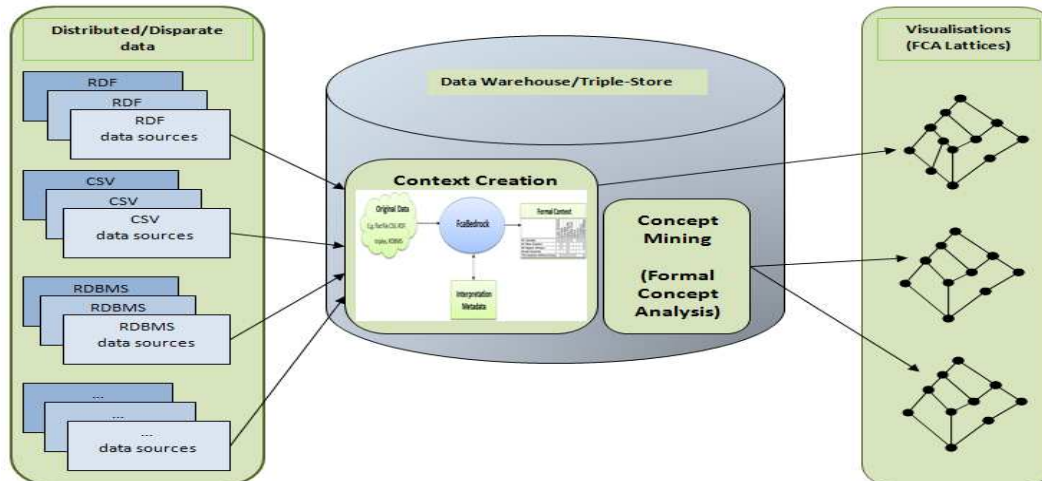 Distributed/Disparate
data
RDF
RDF
RDF
data sources
CSV
CSV
CSV
data sources
RDBMS
RDBMS
RDBMS
data sources
...
...
...
data sources
Data Warehouse/Triple-Store
Context Creation
Original Data
FcaBedrock
Formal Context
Interpretation
Metadata
Concept
Mining
(Formal
Concept
Analysis)
Visualisations
(FCA Lattices)